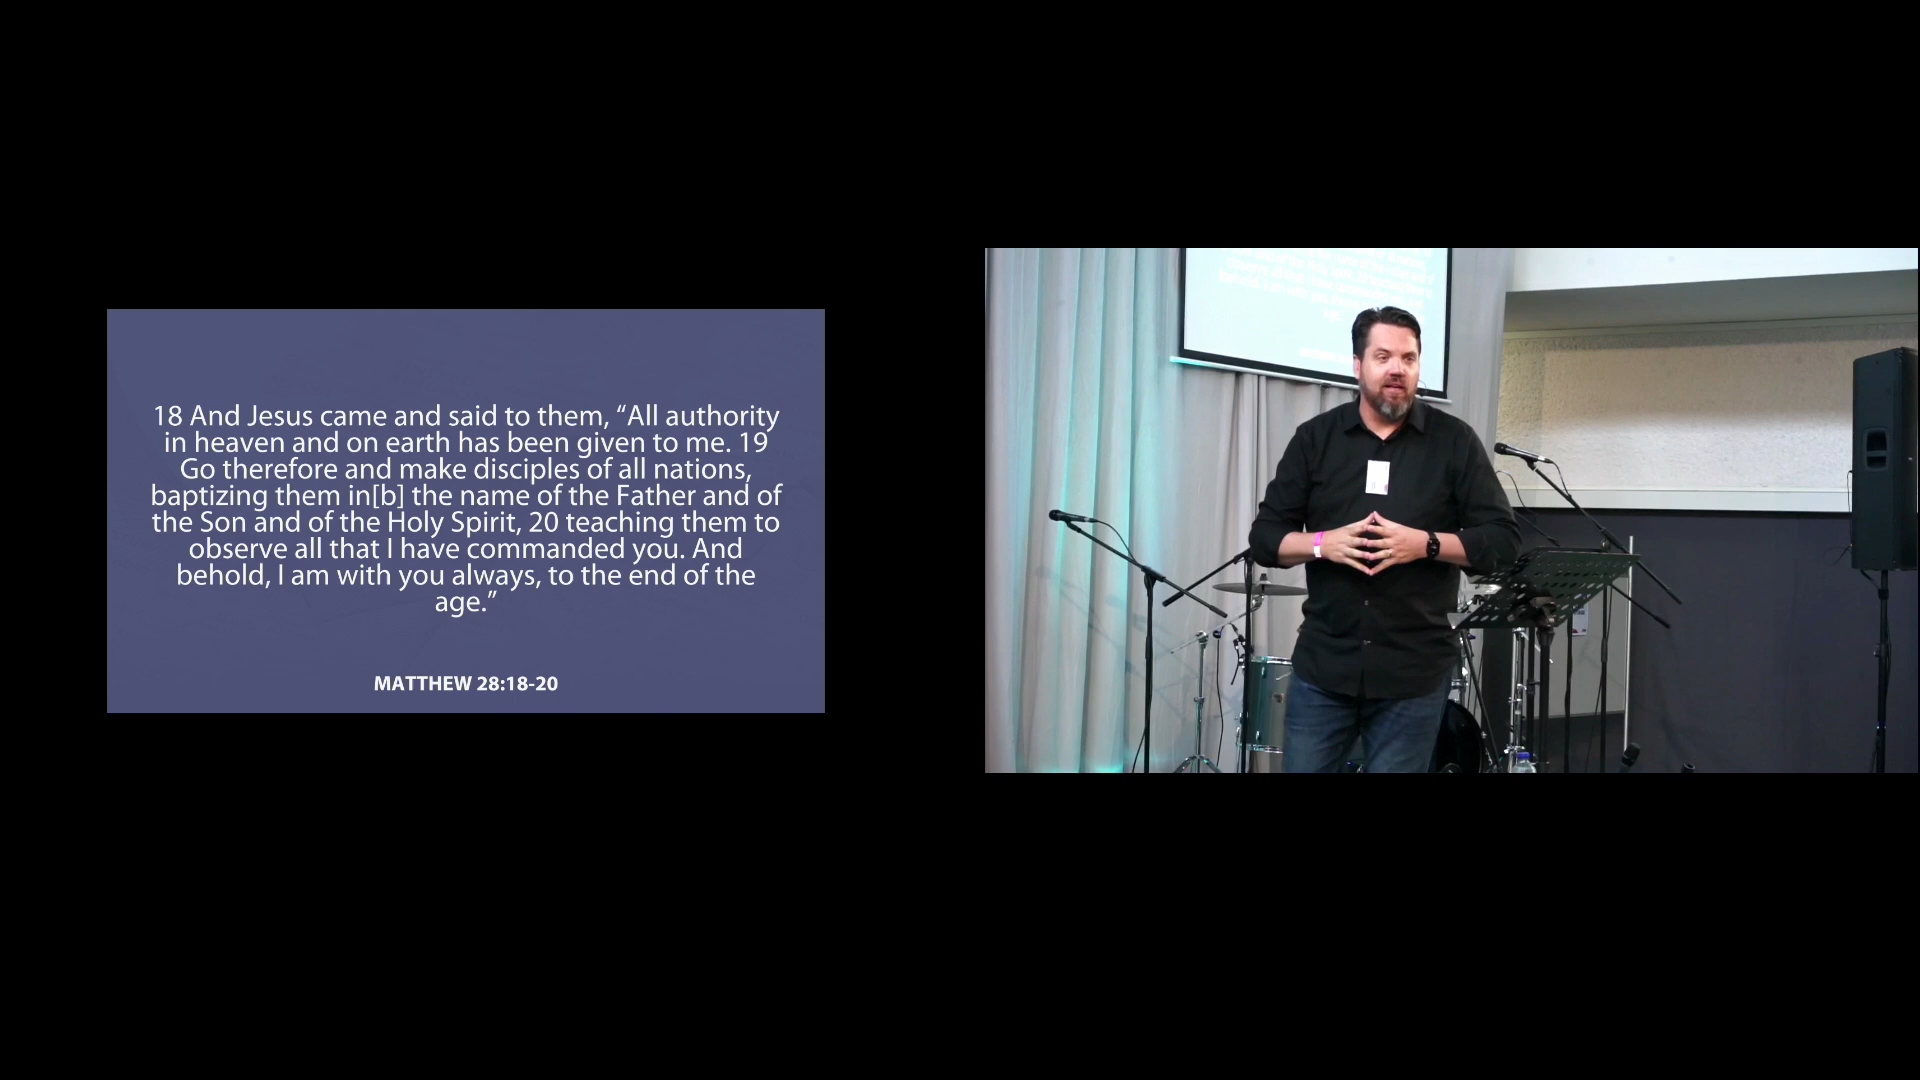 18 And Jesus came and said to them, “All authority
in heaven and on earth has been given to me. 19
Go therefore and make disciples of all nations,
baptizing them in[b] the name of the Father and of
the Son and of the Holy Spirit, 20 teaching them to
observe all that I have commanded you. And
behold, I am with you always, to the end of the
age.”
MATTHEW 28:18-20